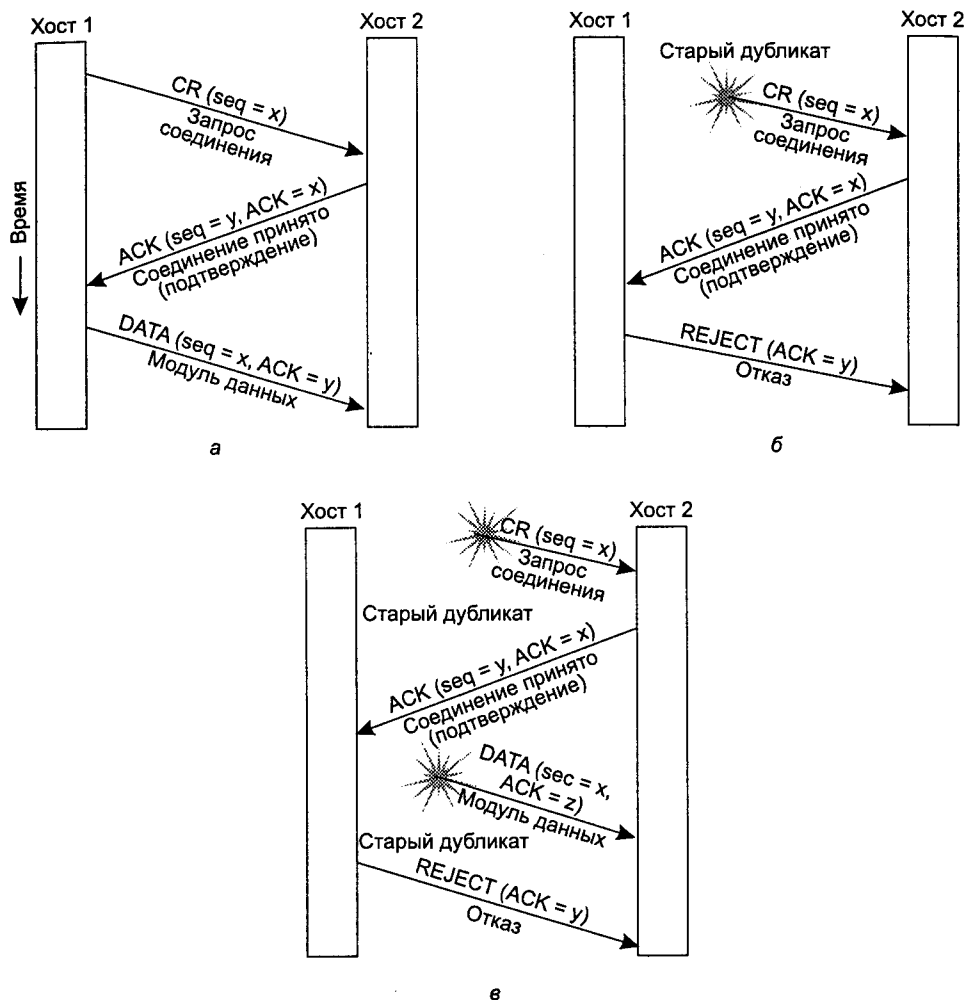 Хост 1
Хост 2
CR (seq = x)
Запрос
соединения
Время
ACK (seq = y, ACK = x)
Соединение принято
(подтверждение)
DATA (seq = x, ACK = y)
Модуль данных
а
Хост 1
Хост 2
Старый дубликат
CR (seq = x)
Запрос
соединения
ACK (seq = y, ACK = x)
Соединение принято
(подтверждение)
REJECT (ACK = y)
Отказ
б
Хост 1
Хост 2
CR (seq = x)
Запрос
соединения
Старый дубликат
ACK (seq = y, ACK = x)
Соединение принято
(подтверждение)
DATA (sec = x,
ACK = z)
Модуль данных
Старый дубликат
REJECT (ACK = y)
Отказ
в